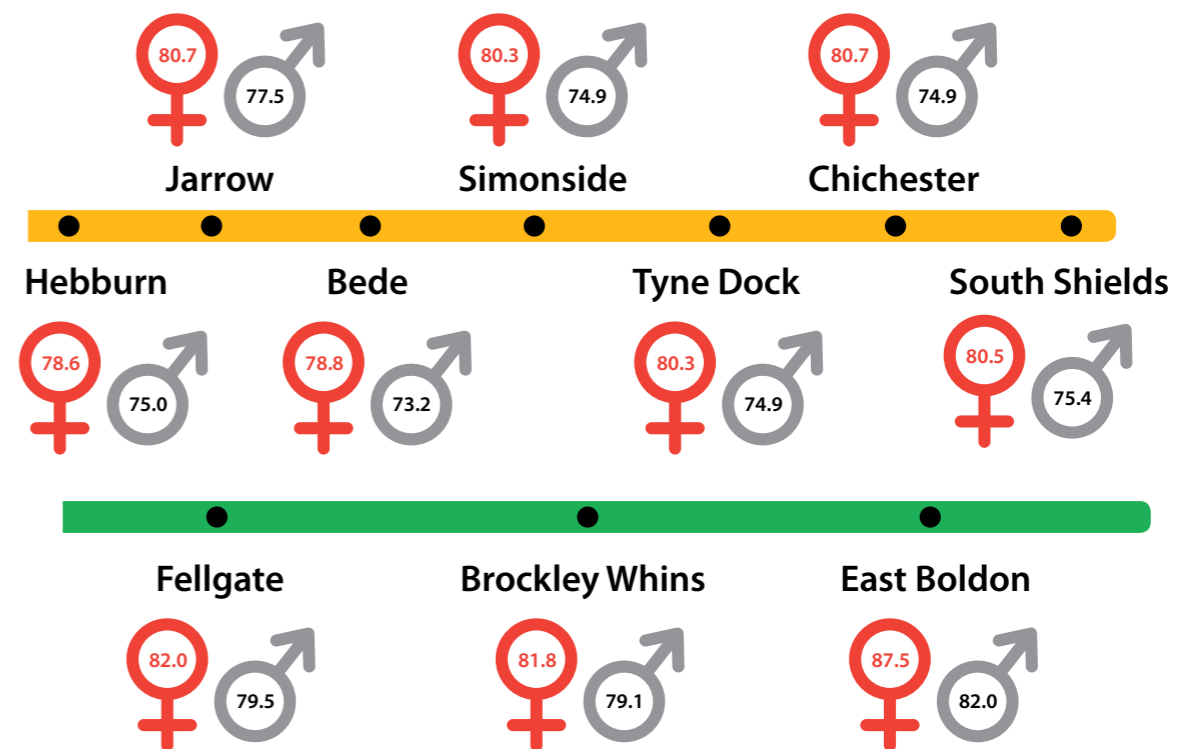 80.7 77.5 80.3 74.9 80.7 74.9
Jarrow Simonside Chichester
Hebburn Bede Tyne Dock South Shields
78.6 75.0 78.8 73.2 80.3 74.9 80.5 75.4
Fellgate Brockley Whins East Boldon
82.0 79.5 81.8 79.1 87.5 82.0